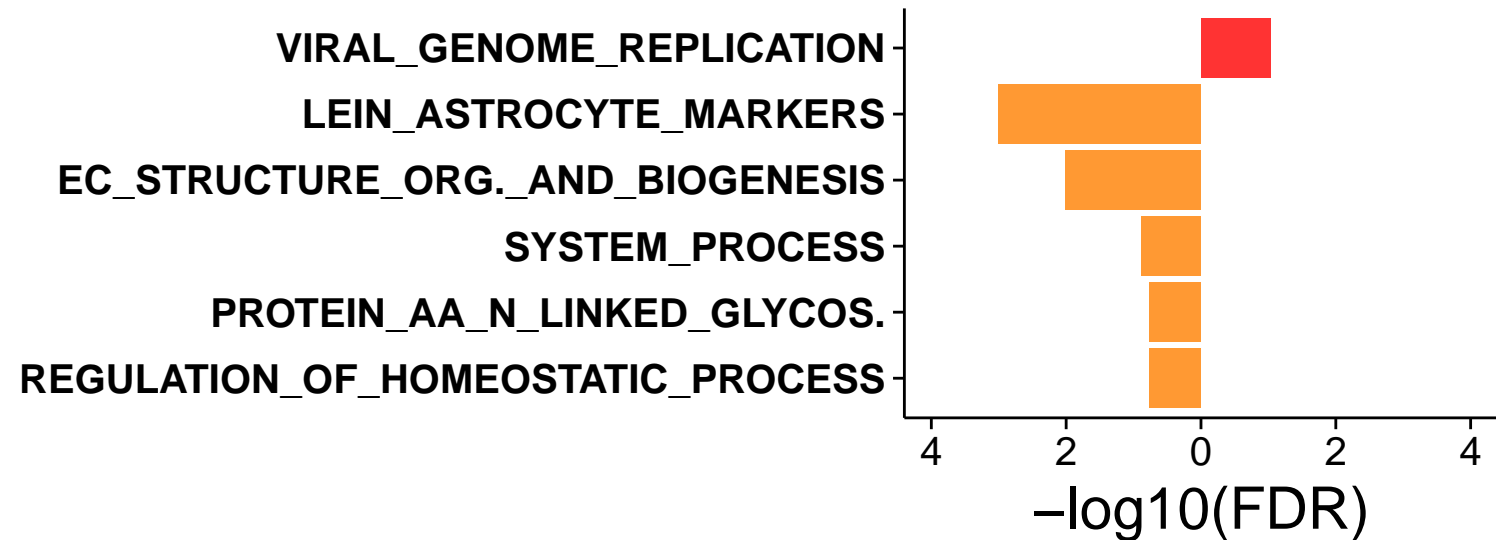 VIRAL_GENOME_REPLICATION
LEIN_ASTROCYTE_MARKERS
EC_STRUCTURE_ORG._AND_BIOGENESIS
SYSTEM_PROCESS
PROTEIN_AA_N_LINKED_GLYCOS.
REGULATION_OF_HOMEOSTATIC_PROCESS
4 2 0 2 4
–log10(FDR)